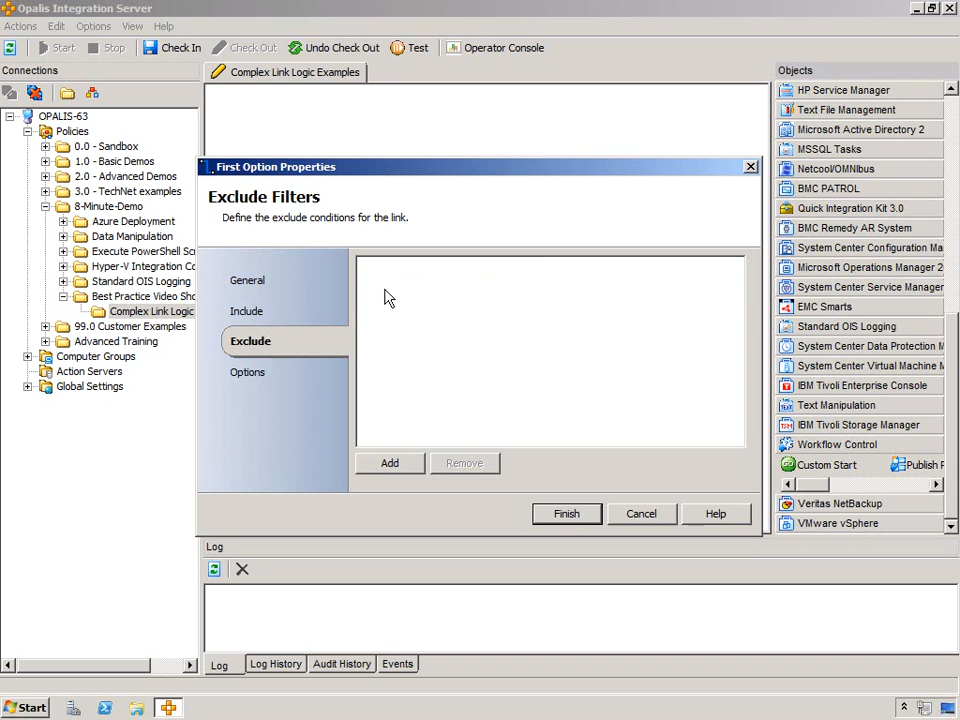 Opalis Integration Server
Actions Edit Options View Help
Start Stop Check In Check Out Undo Check Out Test Operator Console
Connections
Complex Link Logic Examples
Objects
OPALIS-63
Policies
0.0 - Sandbox
1.0 - Basic Demos
2.0 - Advanced Demos
3.0 - TechNet examples
8-Minute-Demo
Azure Deployment
Data Manipulation
Execute PowerShell Scr
Hyper-V Integration Co
Standard OIS Logging
Best Practice Video Sho
Complex Link Logic
99.0 Customer Examples
Advanced Training
Computer Groups
Action Servers
Global Settings
First Option Properties
Exclude Filters
Define the exclude conditions for the link.
General
Include
Exclude
Options
Add Remove
Finish Cancel Help
HP Service Manager
Text File Management
Microsoft Active Directory 2
MSSQL Tasks
Netcool/OMNIbus
BMC PATROL
Quick Integration Kit 3.0
BMC Remedy AR System
System Center Configuration Ma
Microsoft Operations Manager 2
System Center Service Manager
EMC Smarts
Standard OIS Logging
System Center Data Protection M
System Center Virtual Machine M
IBM Tivoli Enterprise Console
Text Manipulation
IBM Tivoli Storage Manager
Workflow Control
Custom Start Publish P
Veritas NetBackup
VMware vSphere
Log
Log Log History Audit History Events
Start